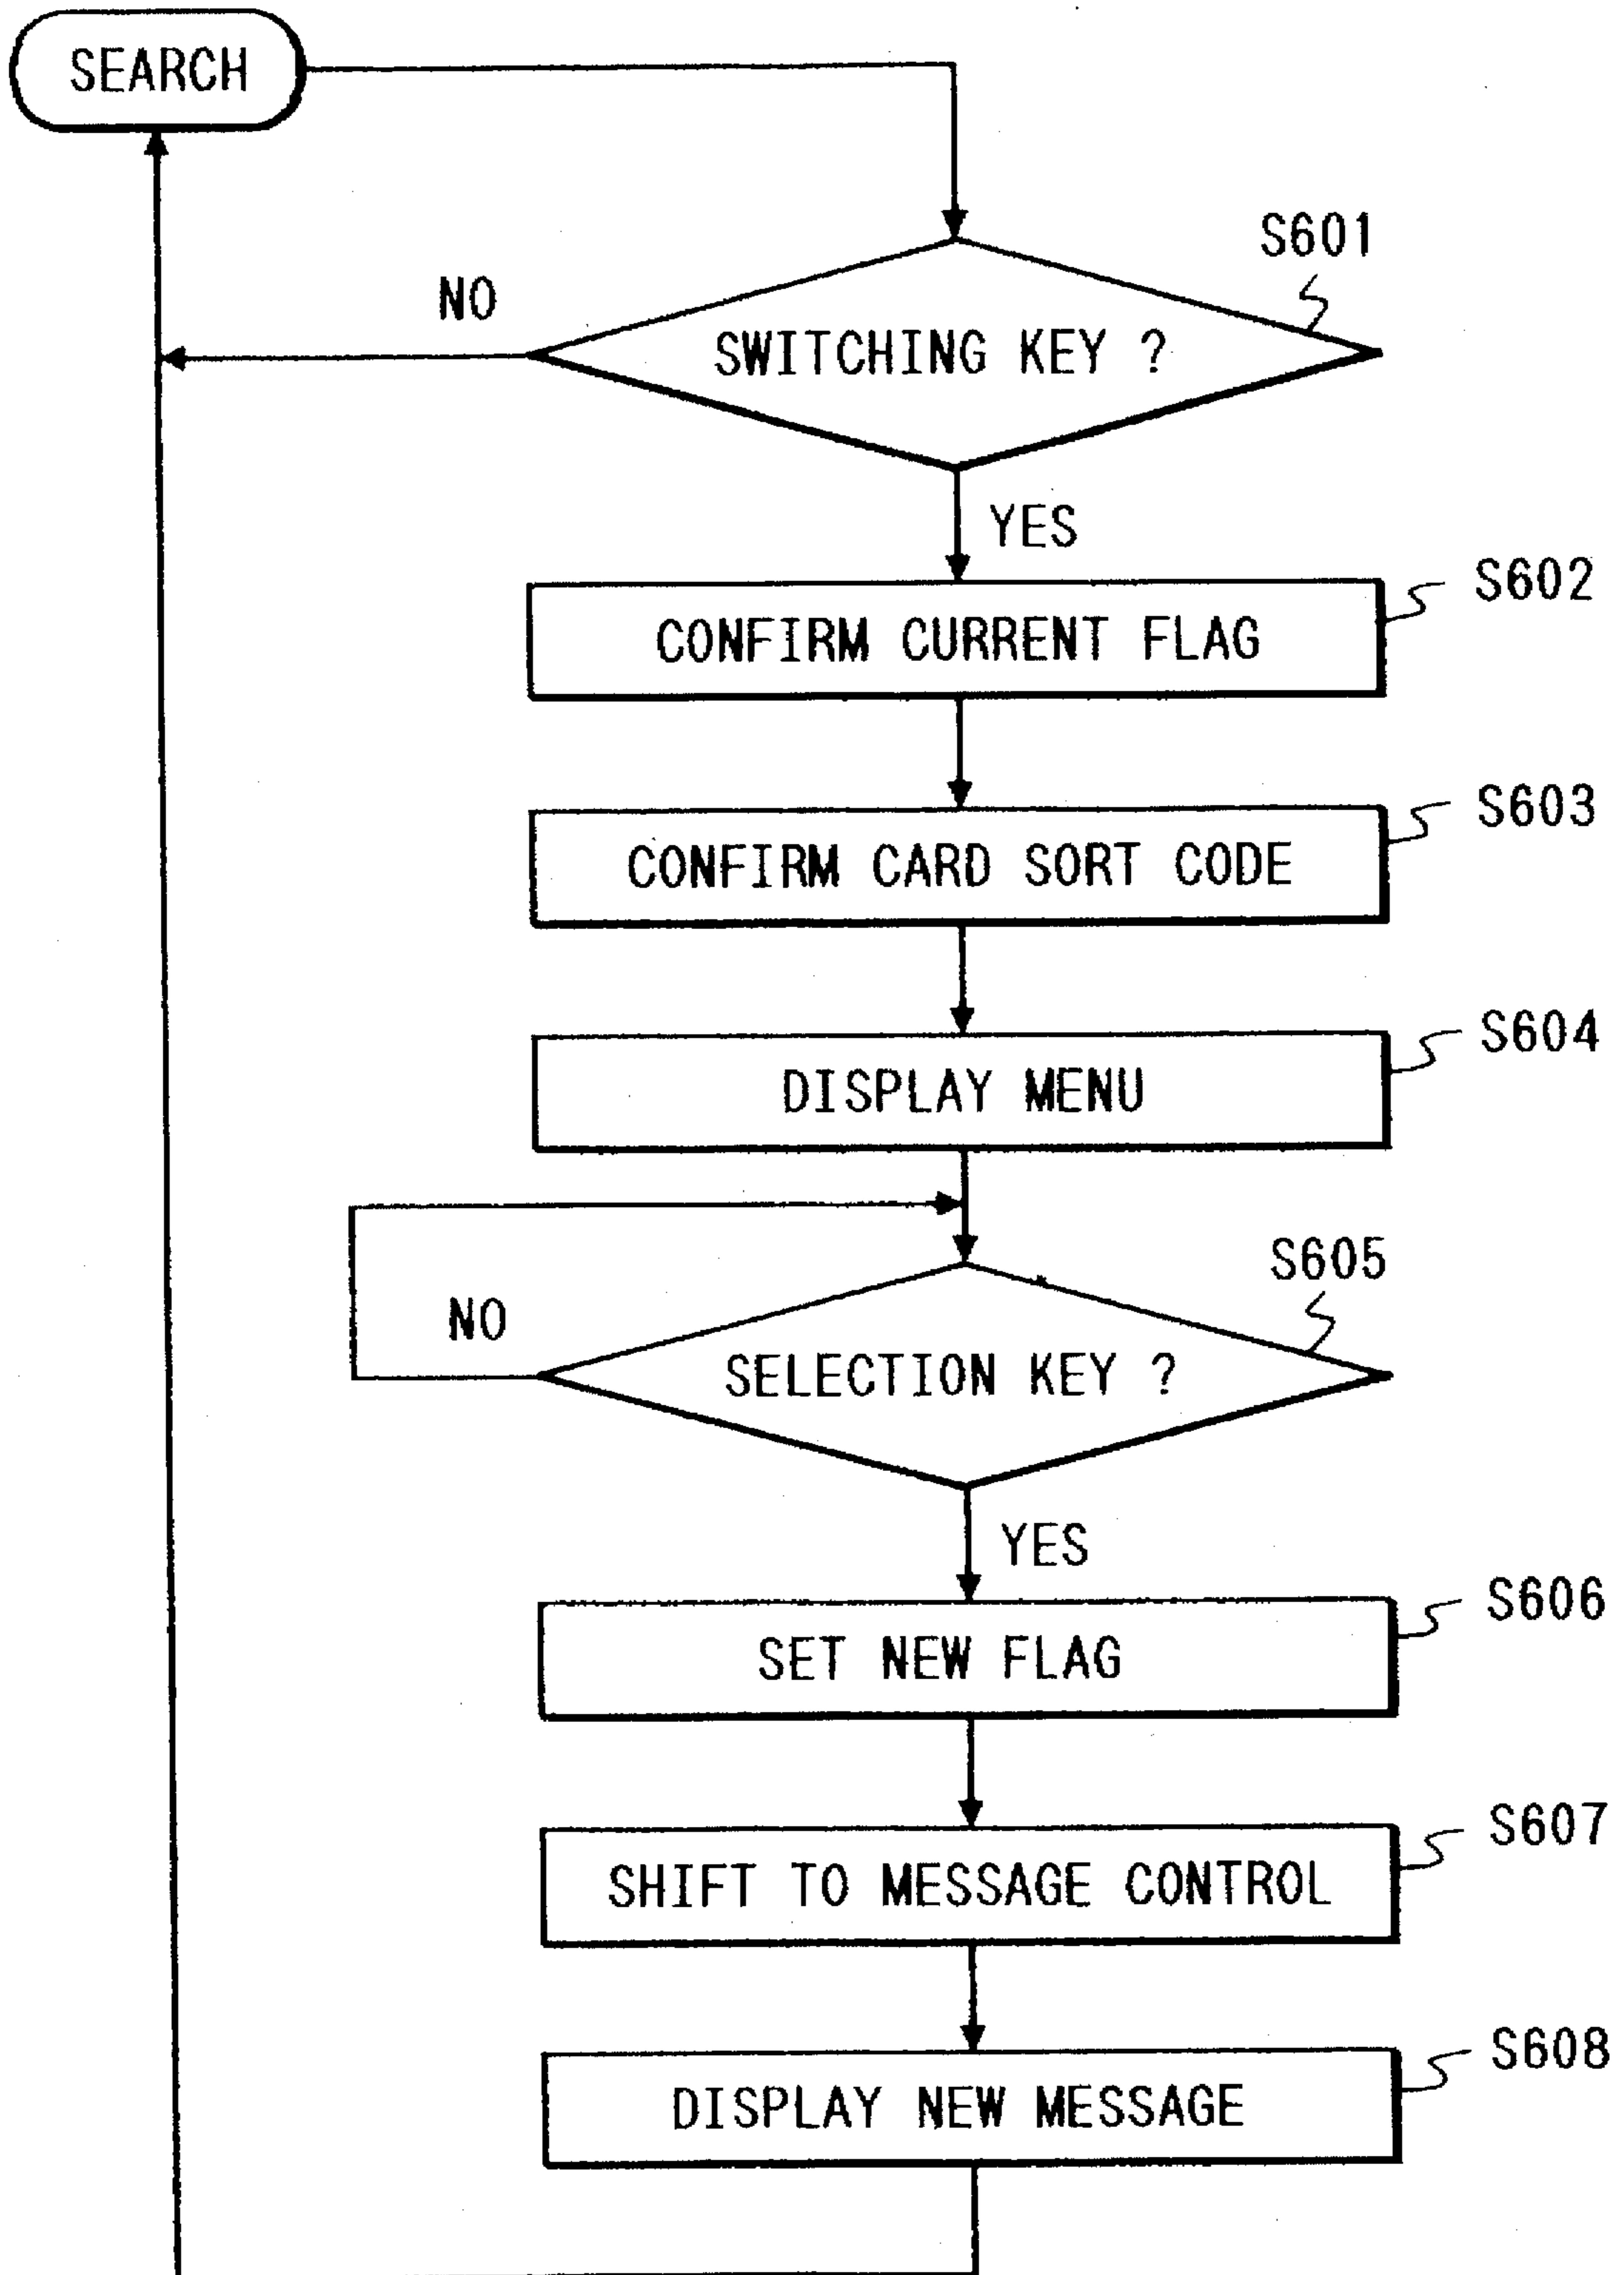 SEARCH
S601
NO
SWITCHING KEY ?
YES
S602
CONFIRM CURRENT FLAG
S603
CONFIRM CARD SORT CODE
S604
DISPLAY MENU
S605
NO
SELECTION KEY ?
YES
S606
SET NEW FLAG
S607
SHIFT TO MESSAGE CONTROL
S608
DISPLAY NEW MESSAGE